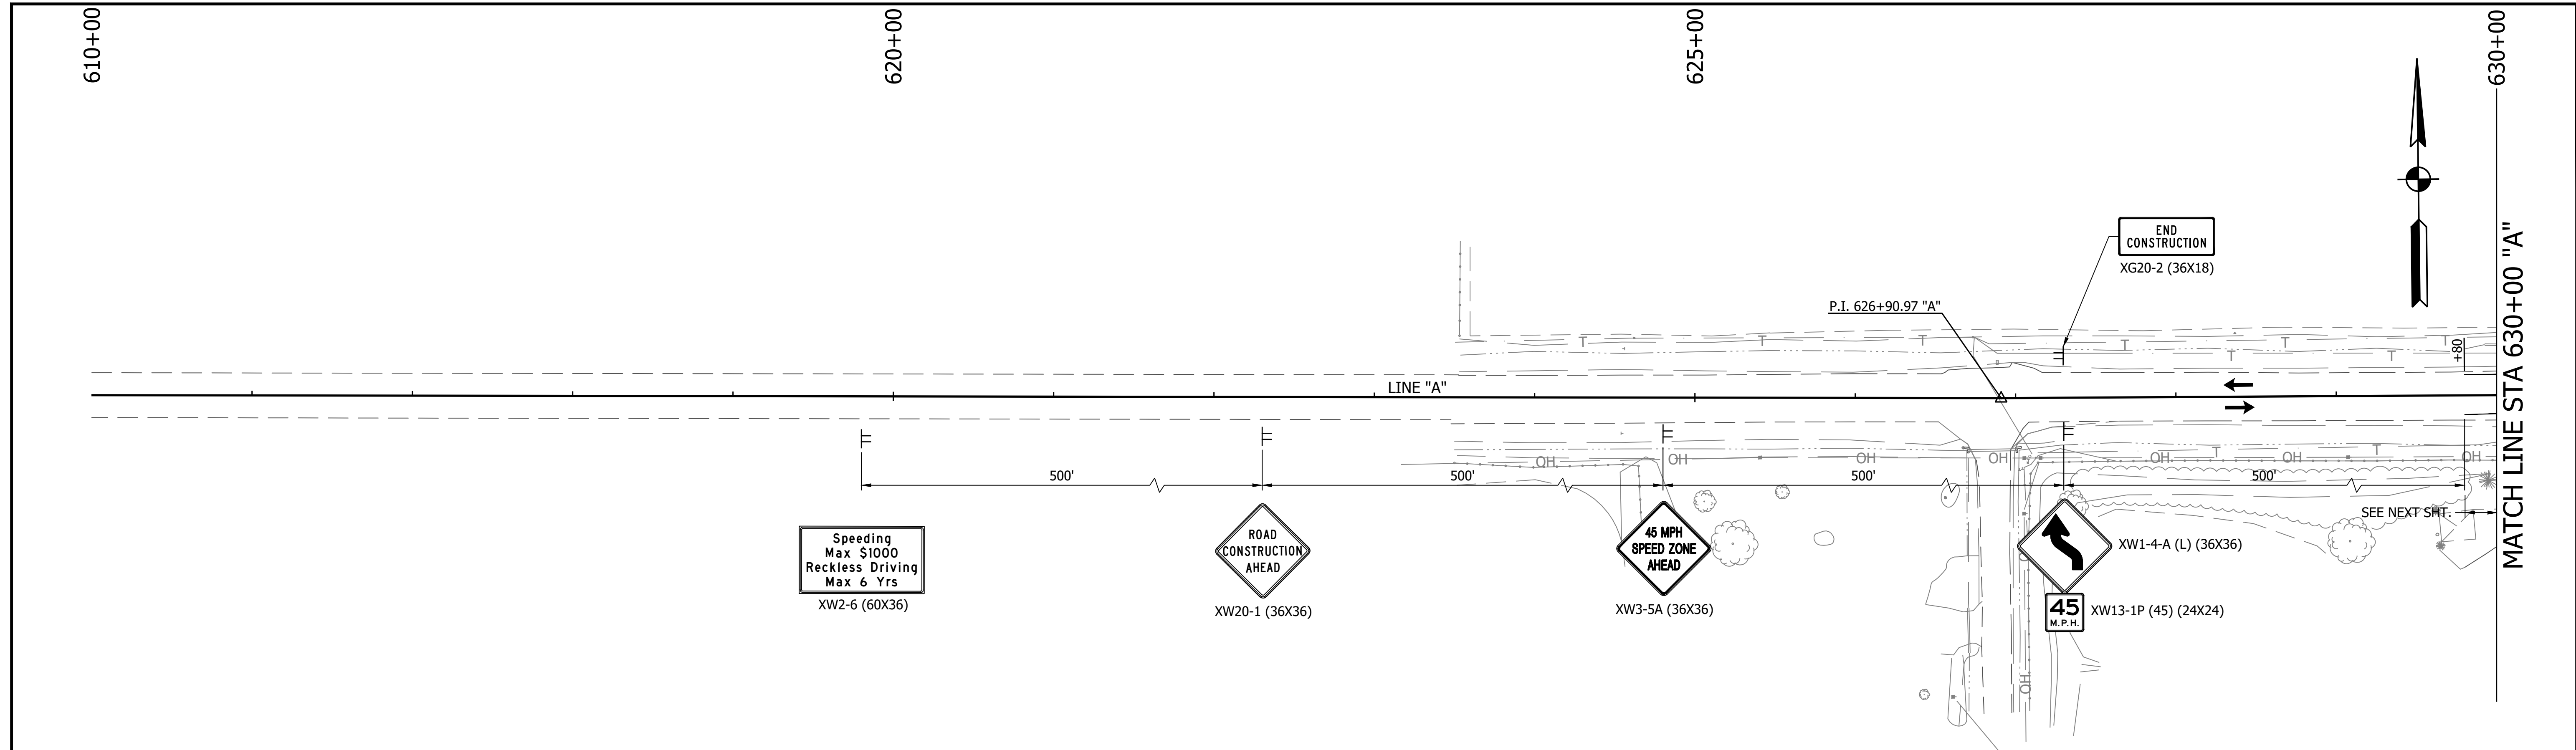 610+00
620+00
625+00
630+00
MATCH LINE STA 630+00 "A"
END
CONSTRUCTION
XG20-2 (36X18)
P.I. 626+90.97 "A"
T
T
T
T
T
T
T
T
+80
LINE "A"
OH
OH
OH
OH
OH
T
OH
T
OH
500'
500'
500'
500'
SEE NEXT SHT.
Speeding
Max $1000
Reckless Driving
Max 6 Yrs
XW2-6 (60X36)
ROAD
CONSTRUCTION
AHEAD
XW20-1 (36X36)
45 MPH
SPEED ZONE
AHEAD
XW3-5A (36X36)
OH
XW1-4-A (L) (36X36)
45
M.P.H.
XW13-1P (45) (24X24)
OH